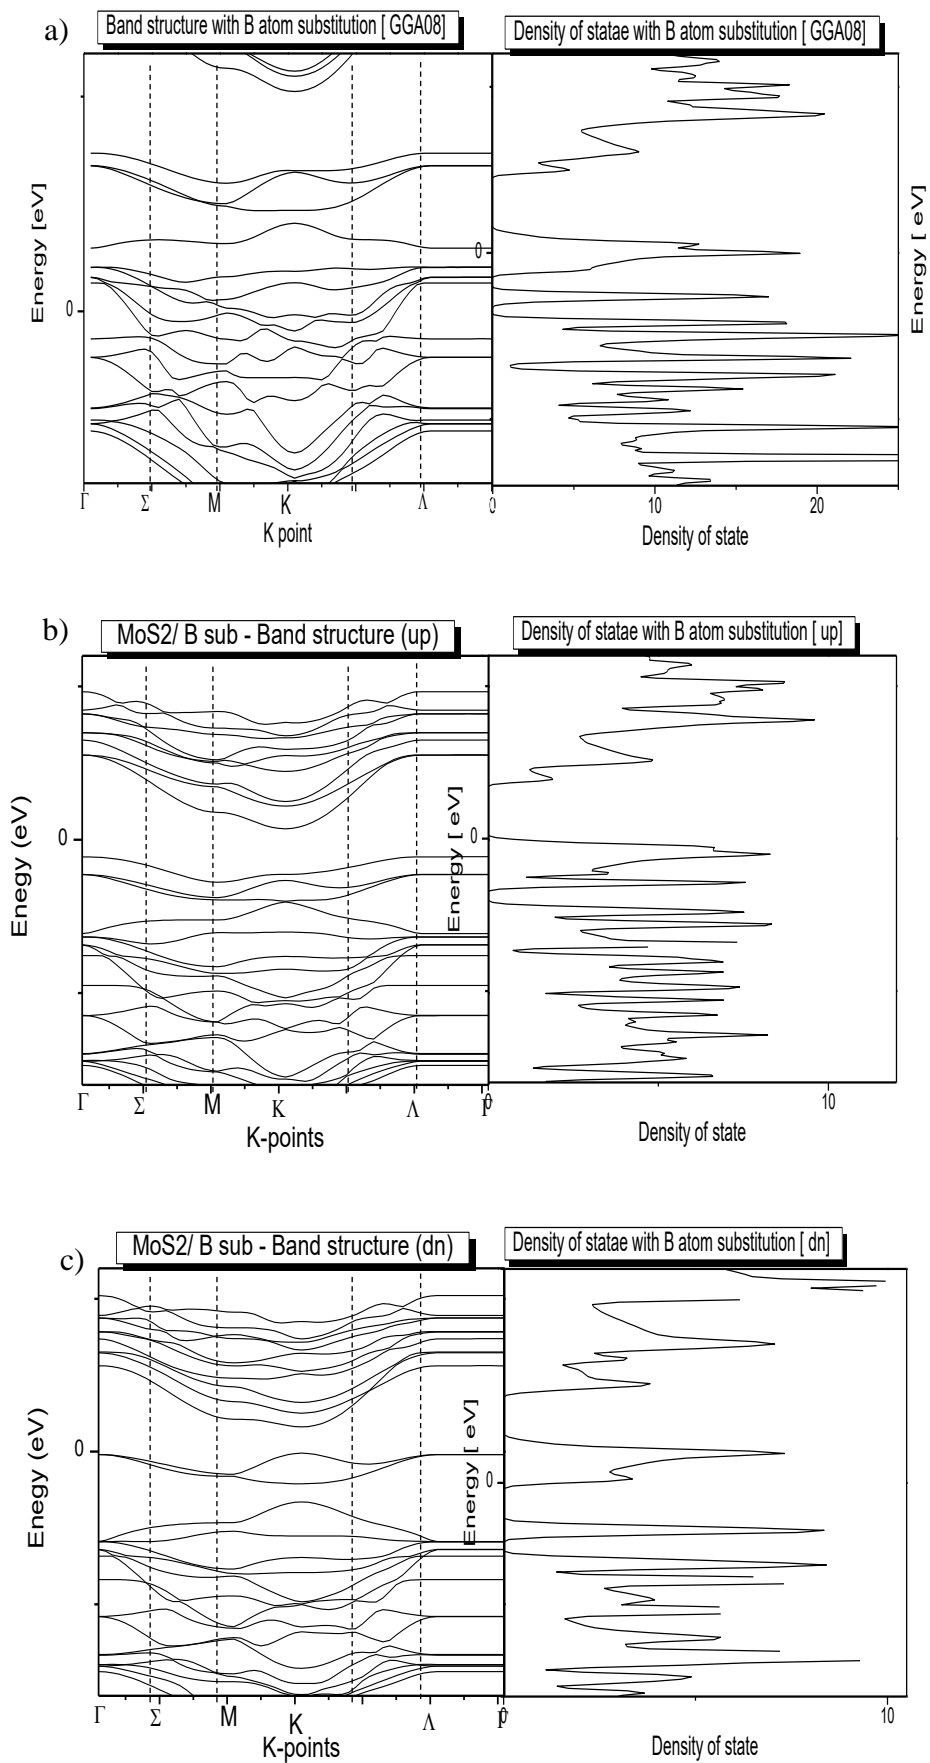 a)
Band structure with B atom substitution [ GGA08]
Density of statae with B atom substitution [ GGA08]
Energy [eV]
0
0
Energy [ eV]
Γ Σ M K Λ
0 10 20
K point
Density of state
b)
MoS2/ B sub - Band structure (up)
Density of statae with B atom substitution [ up]
Enegy (eV)
0
Energy [ eV]
0
Γ Σ M K Λ Γ
0 10
K-points
Density of state
c)
MoS2/ B sub - Band structure (dn)
Density of statae with B atom substitution [ dn]
Enegy (eV)
0
Energy [ eV]
0
Γ Σ M K Λ Γ
0 10
K-points
Density of state